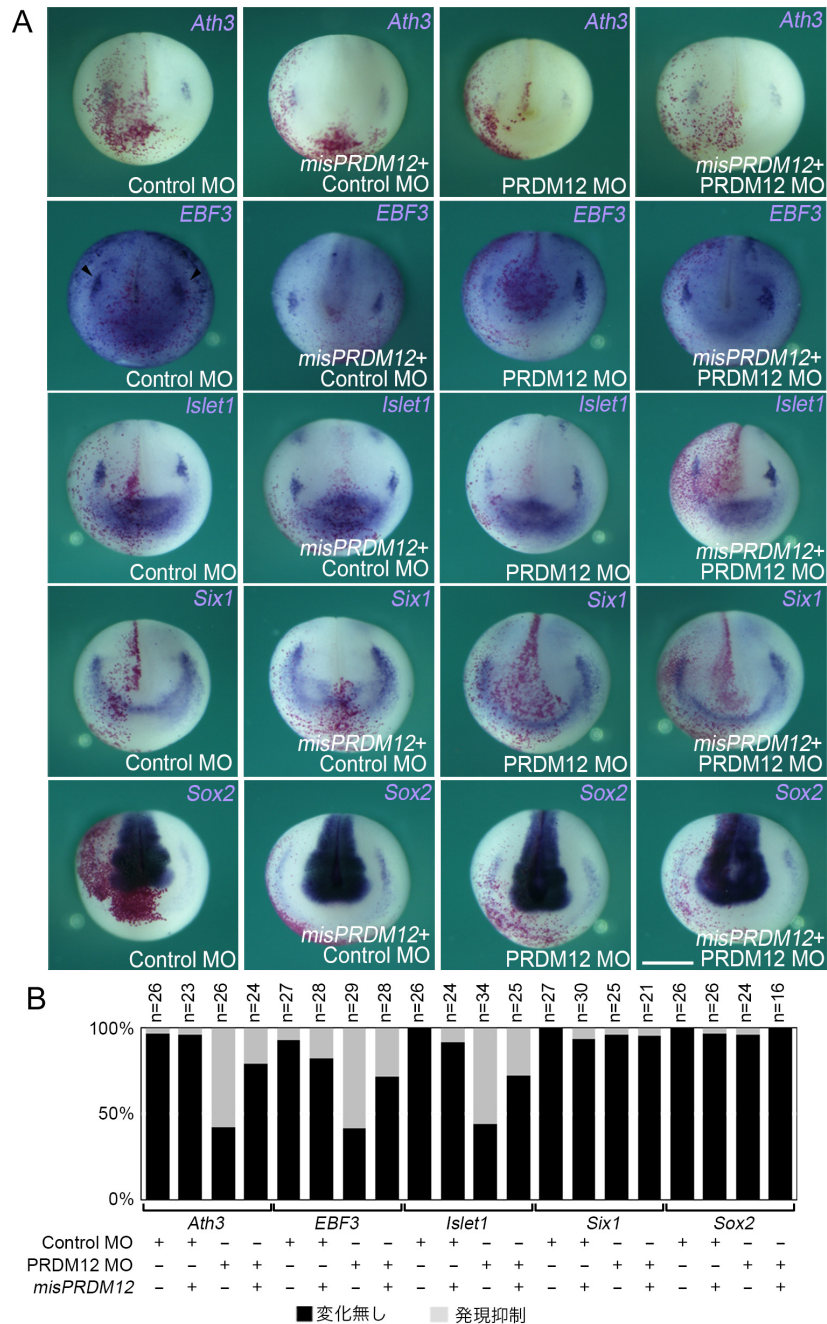 A
Ath3
Control MO
Ath3
misPRDM12+
Control MO
Ath3
PRDM12 MO
Ath3
misPRDM12+
PRDM12 MO
EBF3
Control MO
EBF3
misPRDM12+
Control MO
EBF3
PRDM12 MO
EBF3
misPRDM12+
PRDM12 MO
Islet1
Control MO
Islet1
misPRDM12+
Control MO
Islet1
PRDM12 MO
Islet1
misPRDM12+
PRDM12 MO
Six1
Control MO
Six1
misPRDM12+
Control MO
Six1
PRDM12 MO
Six1
misPRDM12+
PRDM12 MO
Sox2
Control MO
Sox2
misPRDM12+
Control MO
Sox2
PRDM12 MO
Sox2
misPRDM12+
PRDM12 MO
B
n=26 n=23 n=26 n=24 n=27 n=28 n=29 n=28 n=26 n=24 n=34 n=25 n=27 n=30 n=25 n=21 n=26 n=26 n=24 n=16
100%
50%
0%
Ath3 EBF3 Islet1 Six1 Sox2
Control MO + + – – + + – – + + – – + + – – + + – –
PRDM12 MO – – + + – – + + – – + + – – + + – – + +
misPRDM12 – + – + – + – + – + – + – + – + – + – +
変化無し 発現抑制